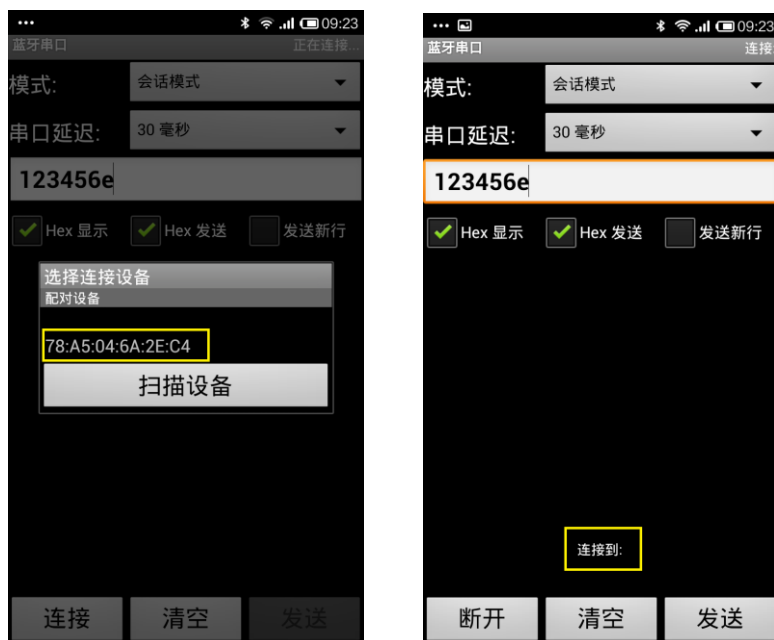 09:23
蓝牙串口 正在连接...
模式: 会话模式
串口延迟: 30 毫秒
123456e
Hex 显示 Hex 发送 发送新行
选择连接设备
配对设备
78:A5:04:6A:2E:C4
扫描设备
连接 清空 发送
09:23
蓝牙串口 连接
模式: 会话模式
串口延迟: 30 毫秒
123456e
Hex 显示 Hex 发送 发送新行
连接到:
断开 清空 发送